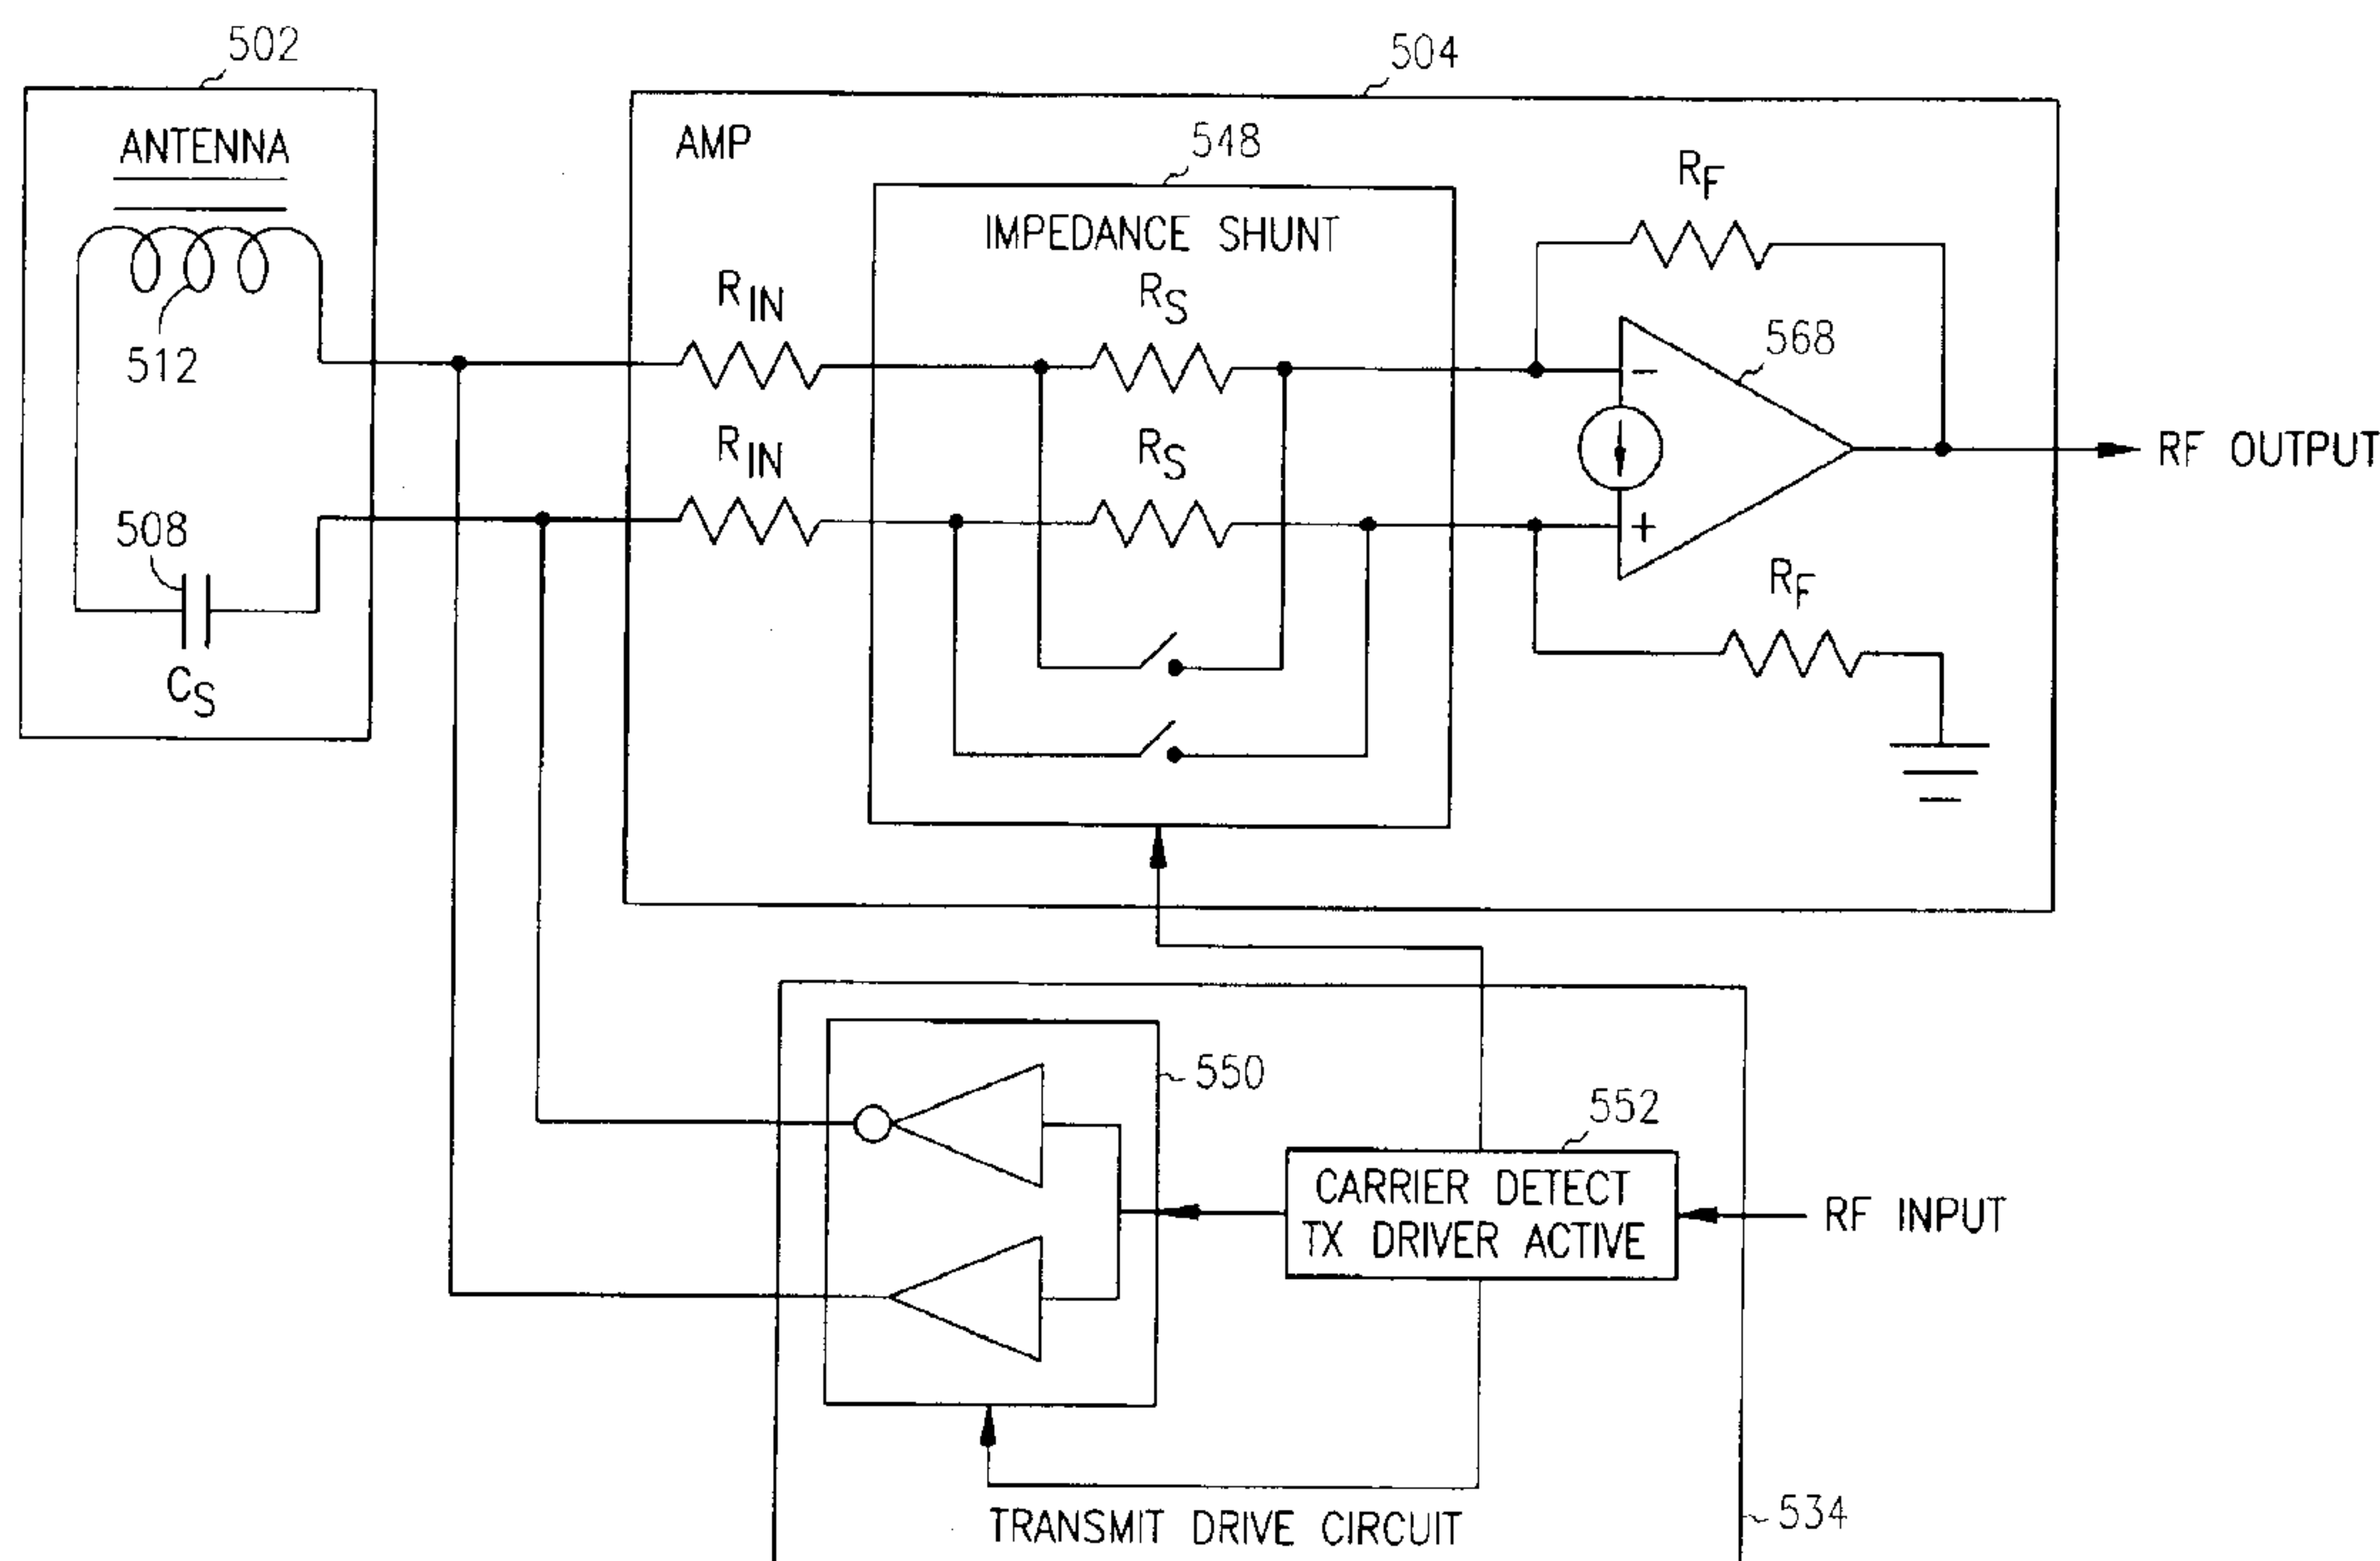 502
504
ANTENNA
AMP
548
IMPEDANCE SHUNT
RF
RIN
RS
568
512
RIN
RS
-
RF OUTPUT
508
+
RF
CS
550
552
CARRIER DETECT
TX DRIVER ACTIVE
RF INPUT
TRANSMIT DRIVE CIRCUIT
534